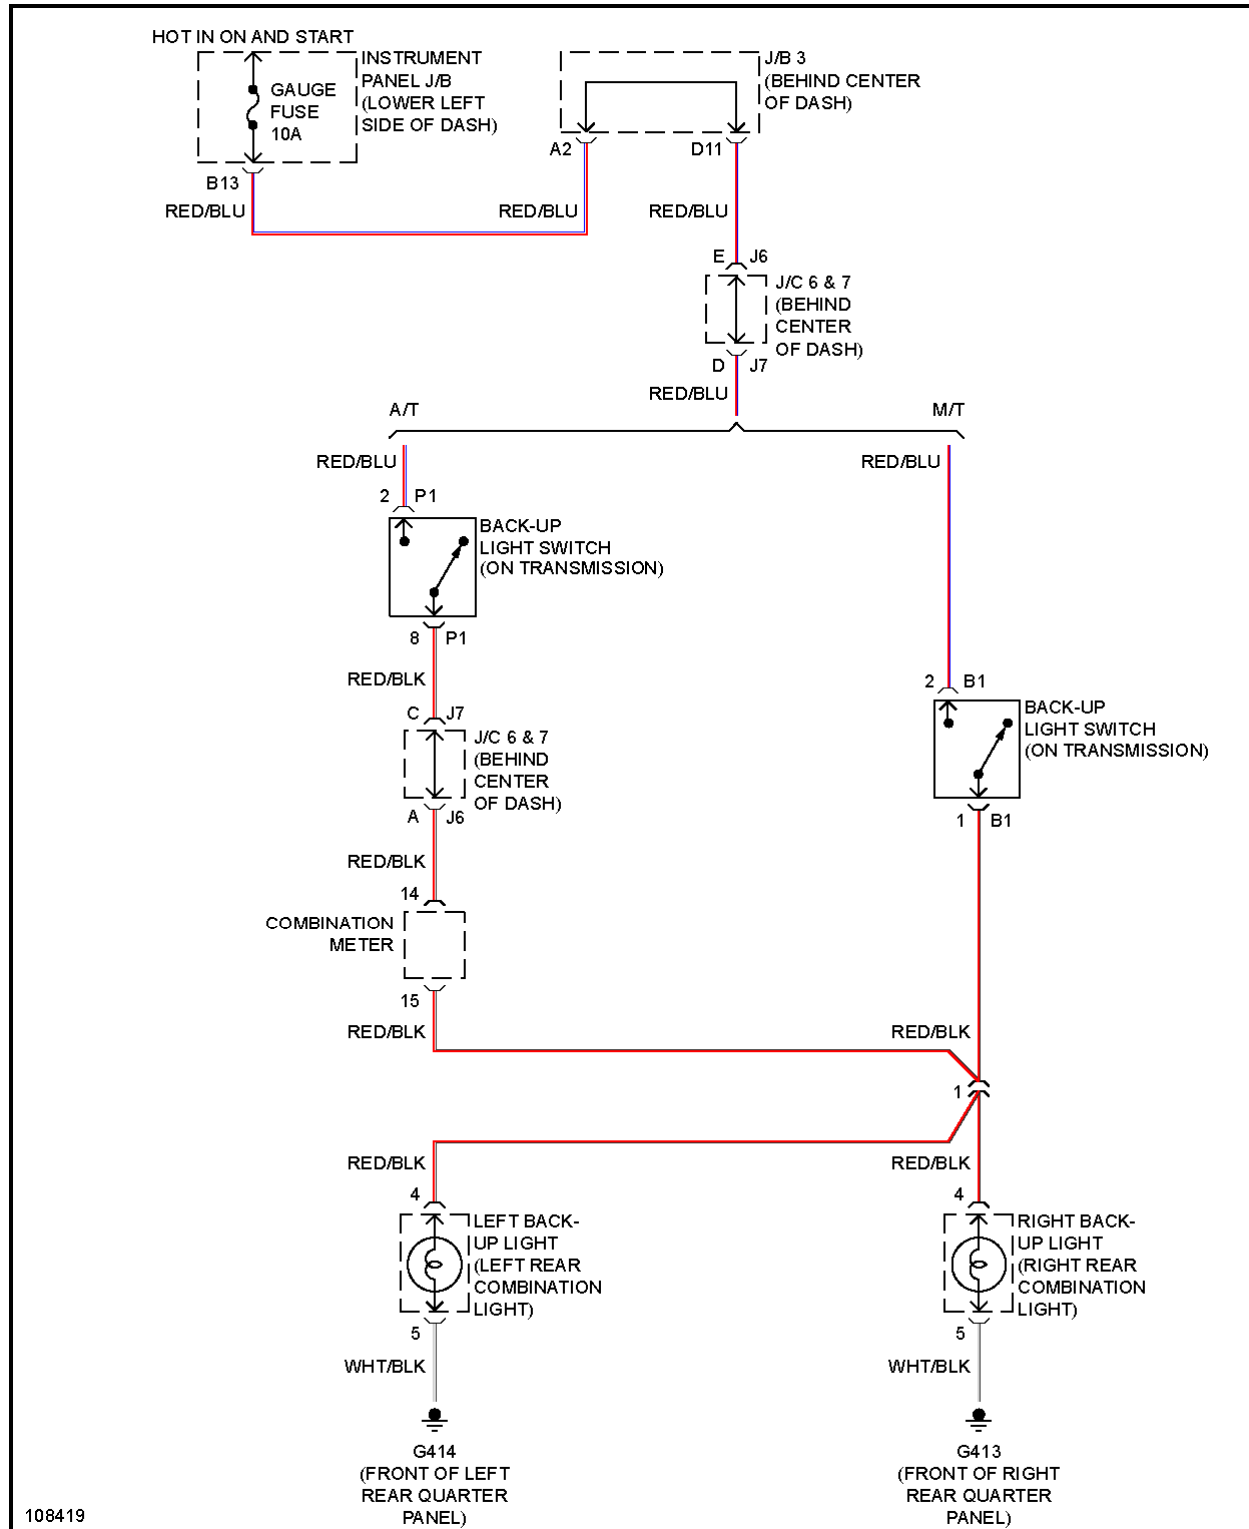 HOT IN ON AND START
INSTRUMENT
PANEL J/B
(LOWER LEFT
SIDE OF DASH)
GAUGE
FUSE
10A
J/B 3
(BEHIND CENTER
OF DASH)
B13
A2
D11
RED/BLU
RED/BLU
RED/BLU
E
J6
J/C 6 & 7
(BEHIND
CENTER
OF DASH)
D
J7
RED/BLU
A/T
M/T
RED/BLU
RED/BLU
2
P1
BACK-UP
LIGHT SWITCH
(ON TRANSMISSION)
8
P1
RED/BLK
2
B1
BACK-UP
LIGHT SWITCH
(ON TRANSMISSION)
1
B1
C
J7
J/C 6 & 7
(BEHIND
CENTER
OF DASH)
A
J6
RED/BLK
14
COMBINATION
METER
15
RED/BLK
RED/BLK
1
RED/BLK
RED/BLK
4
LEFT BACK-
UP LIGHT
(LEFT REAR
COMBINATION
LIGHT)
5
4
RIGHT BACK-
UP LIGHT
(RIGHT REAR
COMBINATION
LIGHT)
5
WHT/BLK
WHT/BLK
G414
(FRONT OF LEFT
REAR QUARTER
PANEL)
G413
(FRONT OF RIGHT
REAR QUARTER
PANEL)
108419